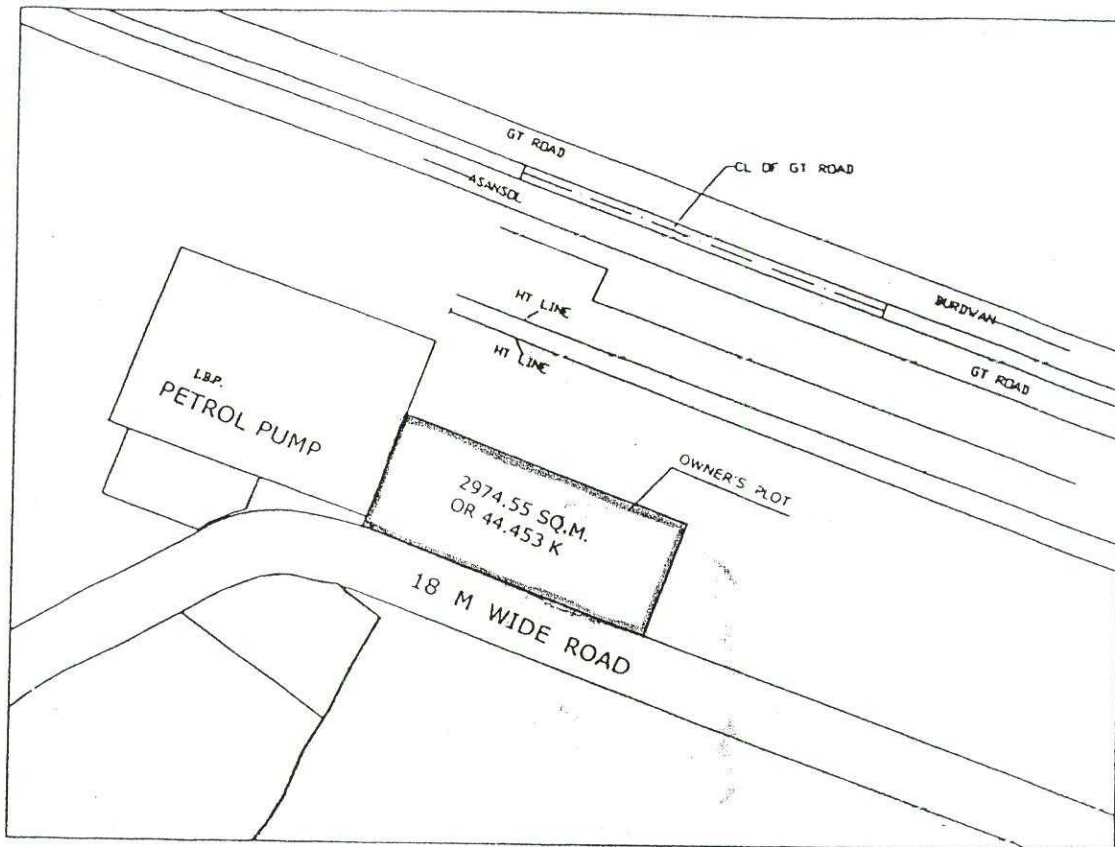 GT ROAD
CL OF GT ROAD
ASANSOL
HT LINE
BURDWAN
HT LINE
GT ROAD
I.B.P.
PETROL PUMP
OWNER'S PLOT
2974.55 SQ.M.
OR 44.453 K
18 M WIDE ROAD